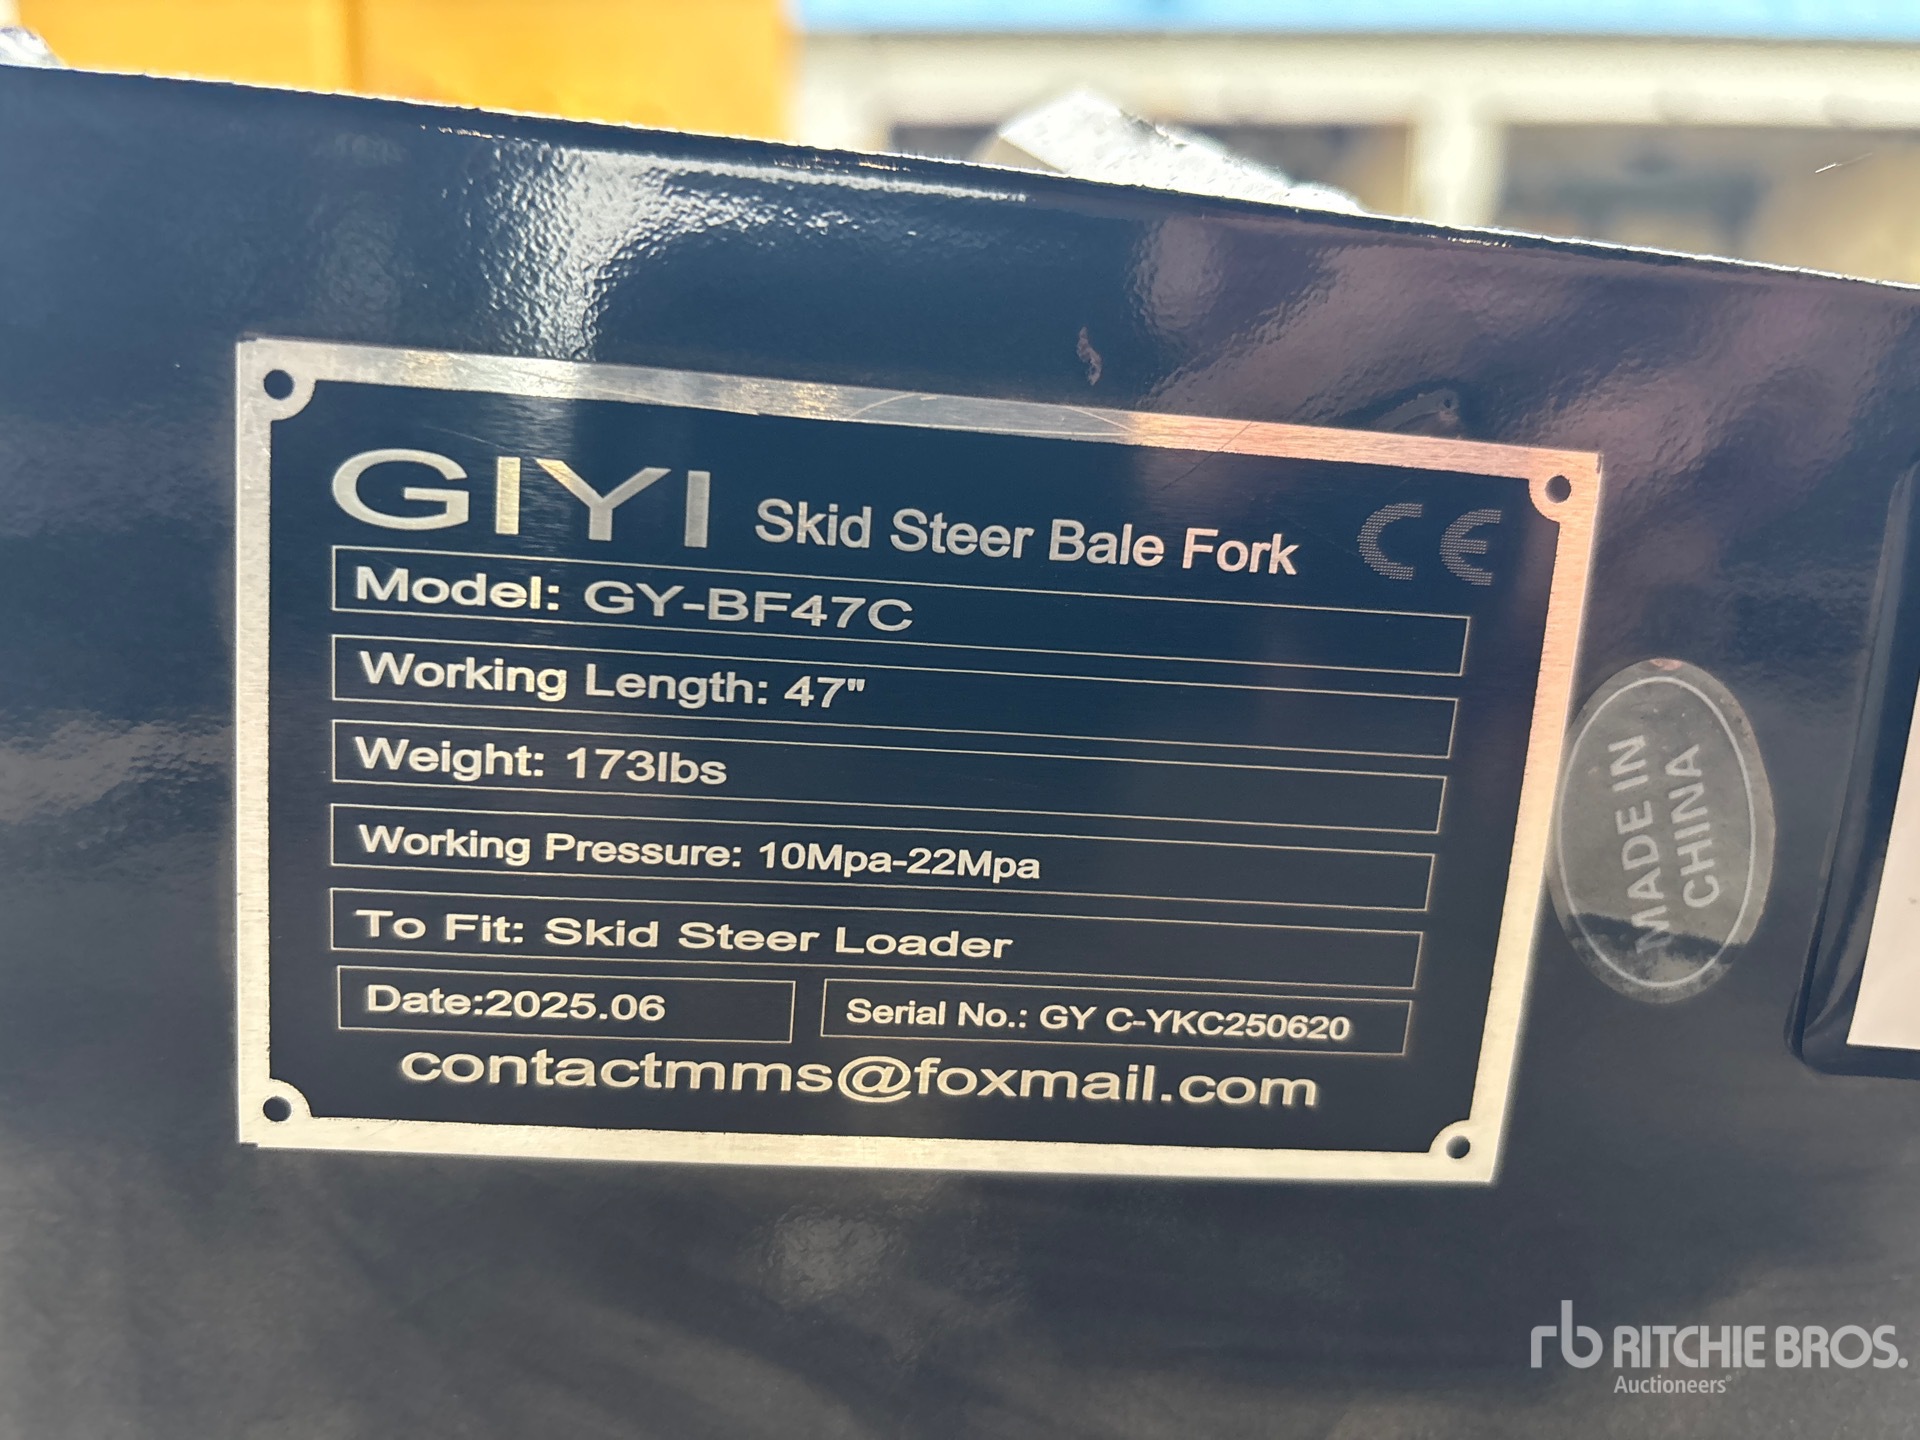 GIYI Skid Steer Bale Fork CE
Model: GY-BF47C
Working Length: 47"
Weight: 173lbs
Working Pressure: 10Mpa-22Mpa
To Fit: Skid Steer Loader
Date:2025.06
Serial No.: GY C-YKC250620
contactmms@foxmail.com
MADE IN
CHINA
rb RITCHIE BROS.
Auctioneers